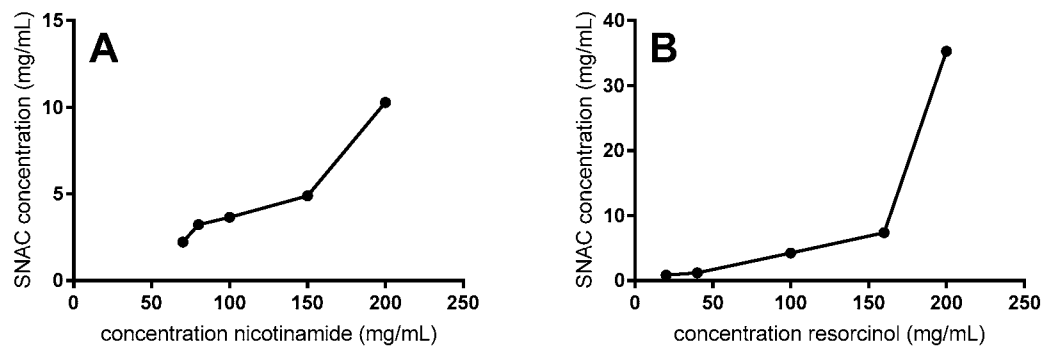 A
SNAC concentration (mg/mL)
15
10
5
0
0 50 100 150 200 250
concentration nicotinamide (mg/mL)
B
SNAC concentration (mg/mL)
40
30
20
10
0
0 50 100 150 200 250
concentration resorcinol (mg/mL)